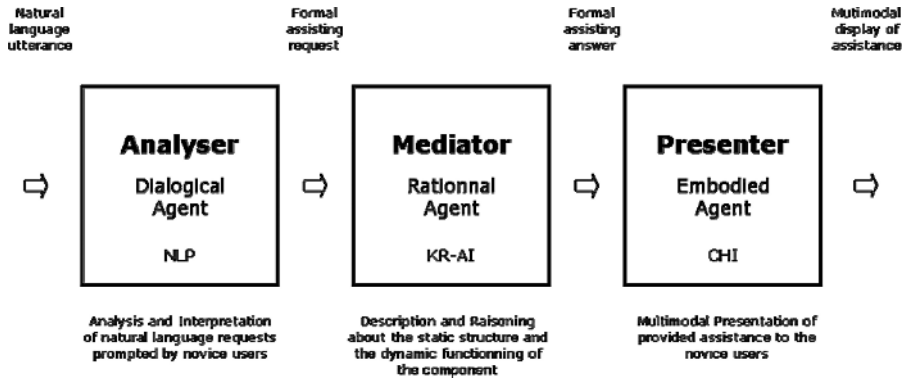 Natural
language
utterance
Formal
assisting
request
Formal
assisting
answer
Mutimodal
display of
assistance
Analyser
Dialogical
Agent
NLP
Mediator
Rationnal
Agent
KR-AI
Presenter
Embodied
Agent
CHI
Analysis and Interpretation
of natural language requests
prompted by novice users
Description and Raisoning
about the static structure and
the dynamic functionning of
the component
Multimodal Presentation of
provided assistance to the
novice users